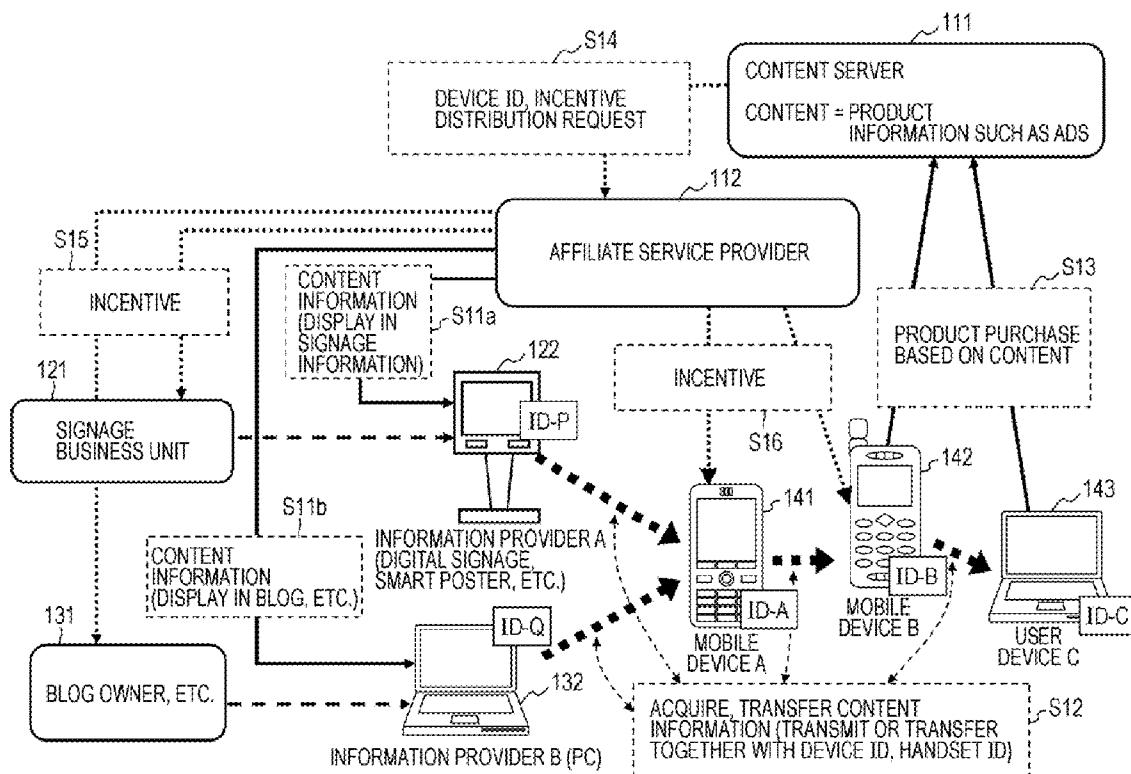 S14
111
DEVICE ID, INCENTIVE
DISTRIBUTION REQUEST
CONTENT SERVER
CONTENT = PRODUCT
INFORMATION SUCH AS ADS
112
S15
AFFILIATE SERVICE PROVIDER
INCENTIVE
CONTENT
INFORMATION
(DISPLAY IN
SIGNAGE
INFORMATION)
S11a
S13
PRODUCT PURCHASE
BASED ON CONTENT
121
122
INCENTIVE
SIGNAGE
BUSINESS UNIT
ID-P
S16
142
141
143
S11b
INFORMATION PROVIDER A
(DIGITAL SIGNAGE,
SMART POSTER, ETC.)
CONTENT
INFORMATION
(DISPLAY IN BLOG, ETC.)
ID-B
ID-A
ID-C
MOBILE
DEVICE B
USER
DEVICE C
131
ID-Q
MOBILE
DEVICE A
BLOG OWNER, ETC.
132
S12
ACQUIRE, TRANSFER CONTENT
INFORMATION (TRANSMIT OR TRANSFER
TOGETHER WITH DEVICE ID, HANDSET ID)
INFORMATION PROVIDER B (PC)